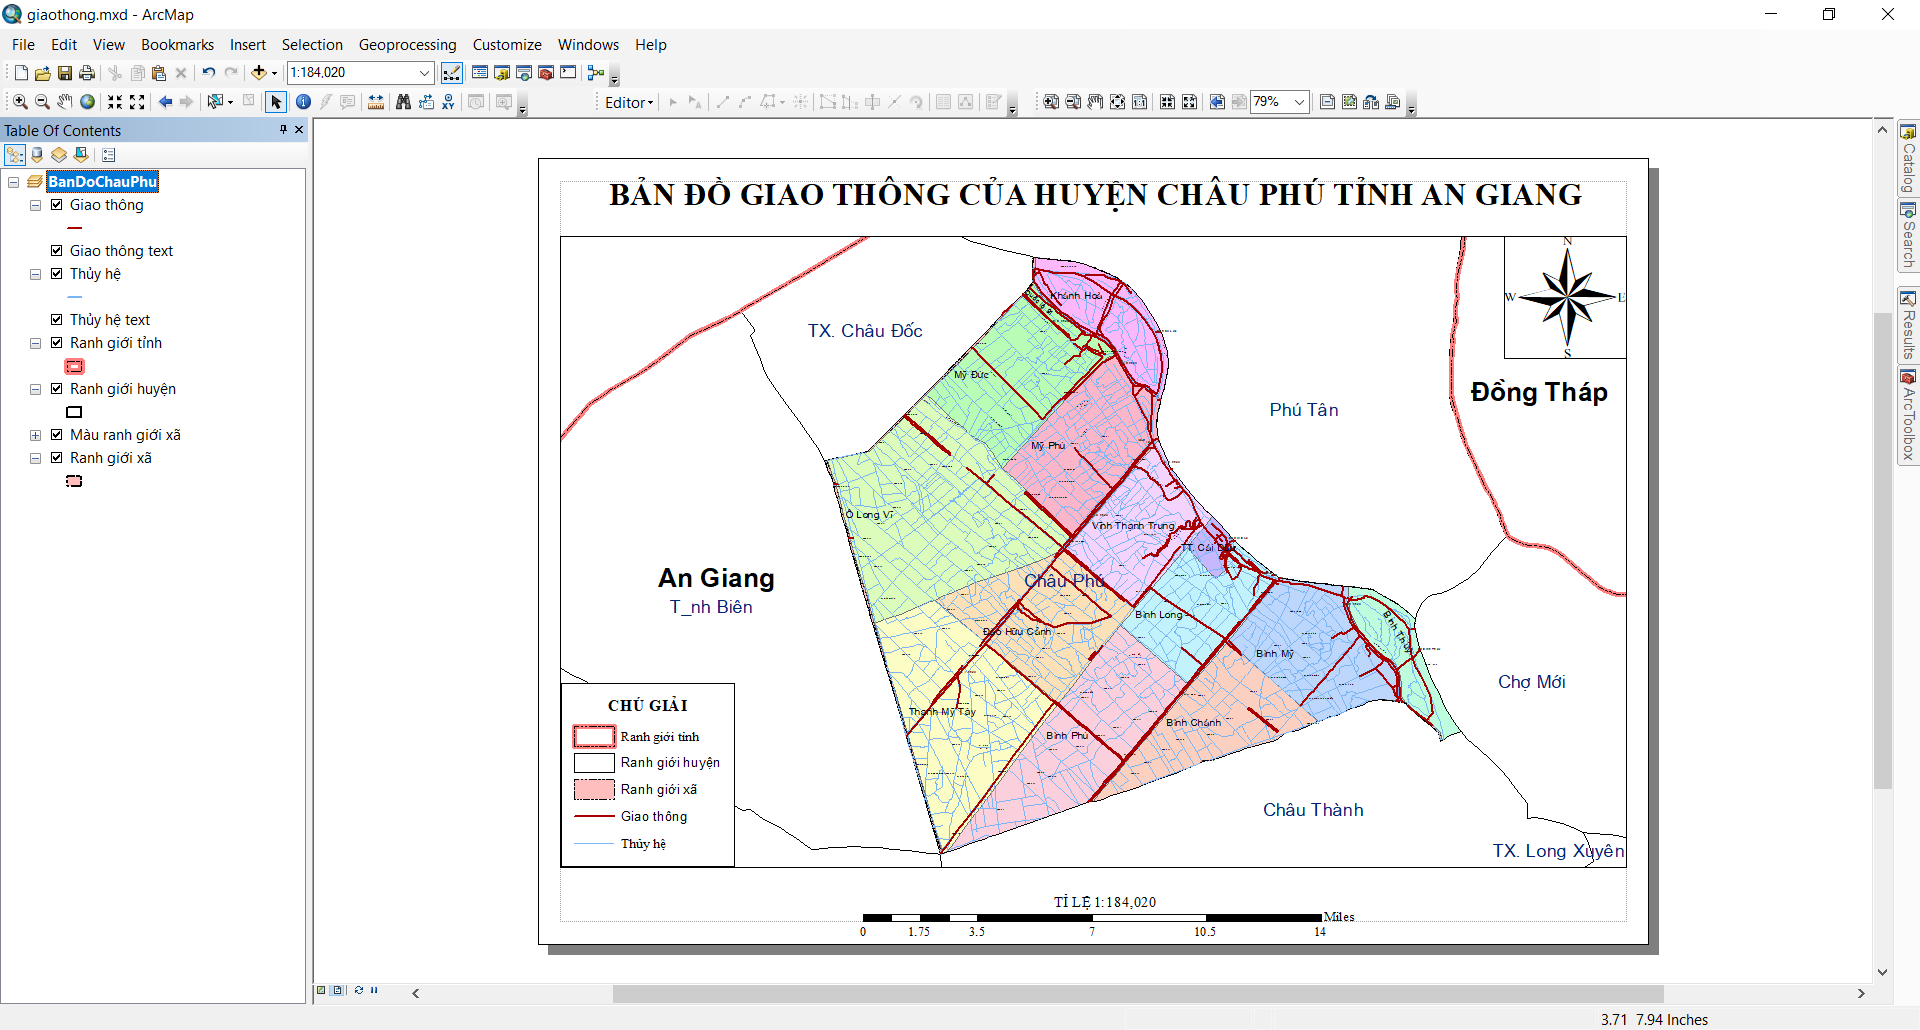 giaothong.mxd - ArcMap
File Edit View Bookmarks Insert Selection Geoprocessing Customize Windows Help
1:184,020
Editor
79%
Table Of Contents
BanDoChauPhu
Giao thông
Giao thông text
Thủy hệ
Thủy hệ text
Ranh giới tỉnh
Ranh giới huyện
Màu ranh giới xã
Ranh giới xã
BẢN ĐỒ GIAO THÔNG CỦA HUYỆN CHÂU PHÚ TỈNH AN GIANG
N
W
E
S
Khánh Hoà
TX. Châu Đốc
Mỹ Đức
Đồng Tháp
Phú Tân
Mỹ Phú
Ô Long Vĩ
Vĩnh Thạnh Trung
TT. Cái Dầu
An Giang
Châu Phú
T_nh Biên
Bình Long
Bình Thủy
Đào Hữu Cảnh
Bình Mỹ
Chợ Mới
Thạnh Mỹ Tây
Bình Chánh
Bình Phú
Châu Thành
TX. Long Xuyên
CHÚ GIẢI
Ranh giới tỉnh
Ranh giới huyện
Ranh giới xã
Giao thông
Thủy hệ
TỈ LỆ 1:184,020
Miles
0 1.75 3.5 7 10.5 14
Catalog
Search
Results
ArcToolbox
3.71 7.94 Inches